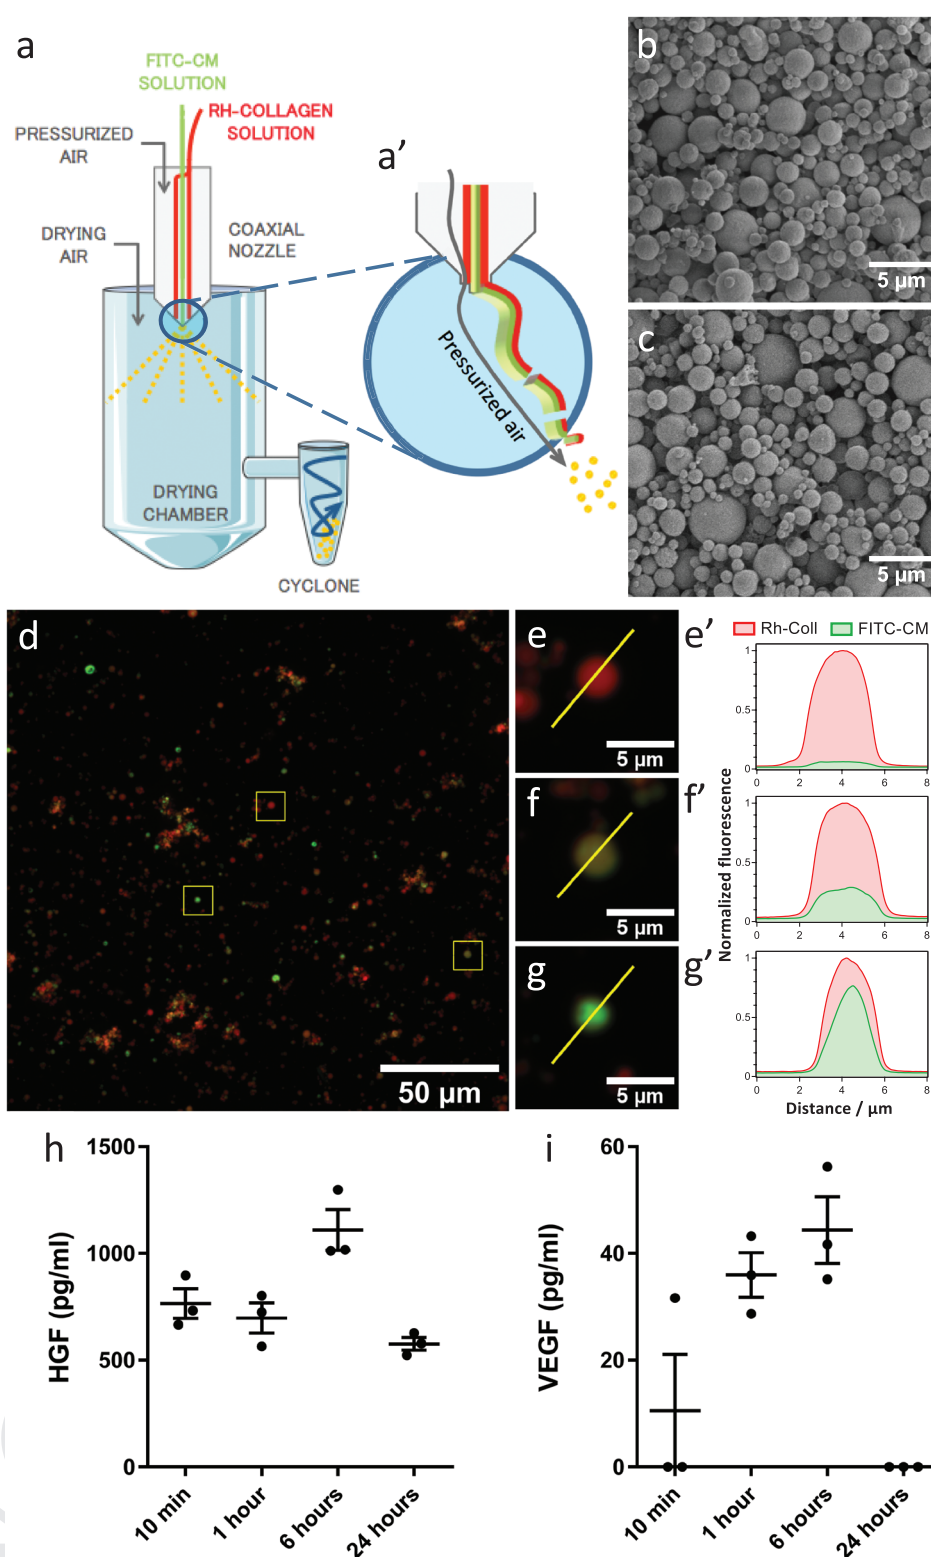 a
FITC-CM
SOLUTION
RH-COLLAGEN
SOLUTION
PRESSURIZED
AIR
DRYING
AIR
COAXIAL
NOZZLE
DRYING
CHAMBER
CYCLONE
a’
Pressurized air
b
5 µm
c
5 µm
d
50 µm
e
5 µm
f
5 µm
g
5 µm
e’
Rh-Coll
FITC-CM
1
0.5
0
0 2 4 6 8
f’
1
0.5
0
0 2 4 6 8
g’
1
0.5
0
0 2 4 6 8
Normalized fluorescence
Distance / µm
h
HGF (pg/ml)
1500
1000
500
0
10 min
1 hour
6 hours
24 hours
i
VEGF (pg/ml)
60
40
20
0
10 min
1 hour
6 hours
24 hours